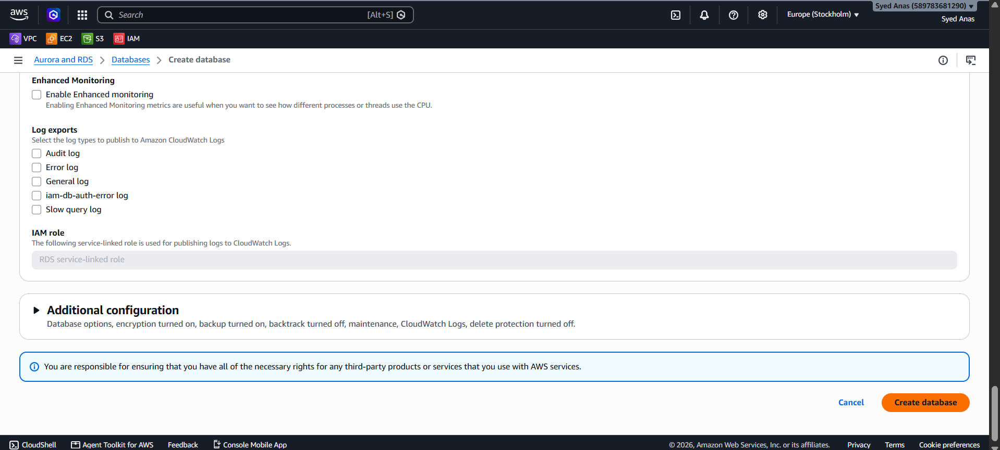 aws
Search [Alt+S]
Europe (Stockholm)
Syed Anas (589783681290)
Syed Anas
VPC EC2 S3 IAM
Aurora and RDS Databases Create database
Enhanced Monitoring
Enable Enhanced monitoring
Enabling Enhanced Monitoring metrics are useful when you want to see how different processes or threads use the CPU.
Log exports
Select the log types to publish to Amazon CloudWatch Logs
Audit log
Error log
General log
iam-db-auth-error log
Slow query log
IAM role
The following service-linked role is used for publishing logs to CloudWatch Logs.
RDS service-linked role
Additional configuration
Database options, encryption turned on, backup turned on, backtrack turned off, maintenance, CloudWatch Logs, delete protection turned off.
You are responsible for ensuring that you have all of the necessary rights for any third-party products or services that you use with AWS services.
Cancel Create database
CloudShell Agent Toolkit for AWS Feedback Console Mobile App © 2026, Amazon Web Services, Inc. or its affiliates. Privacy Terms Cookie preferences